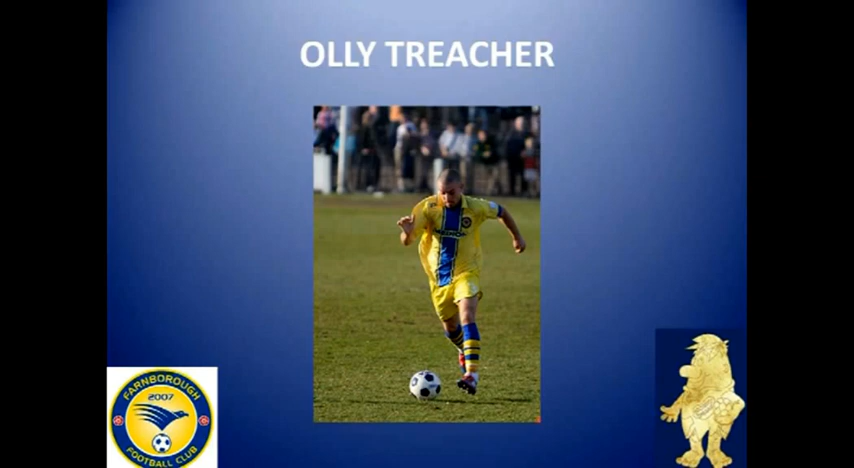 OLLY TREACHER
FARNBOROUGH
2007
FOOTBALL CLUB